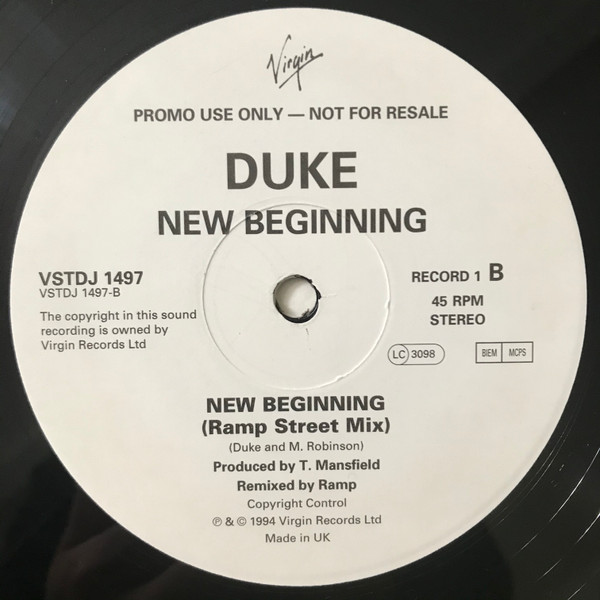 Virgin
PROMO USE ONLY — NOT FOR RESALE
DUKE
NEW BEGINNING
VSTDJ 1497
VSTDJ 1497-B
The copyright in this sound
recording is owned by
Virgin Records Ltd
RECORD 1 B
45 RPM
STEREO
LC 3098
BIEM MCPS
NEW BEGINNING
(Ramp Street Mix)
(Duke and M. Robinson)
Produced by T. Mansfield
Remixed by Ramp
Copyright Control
℗ & © 1994 Virgin Records Ltd
Made in UK